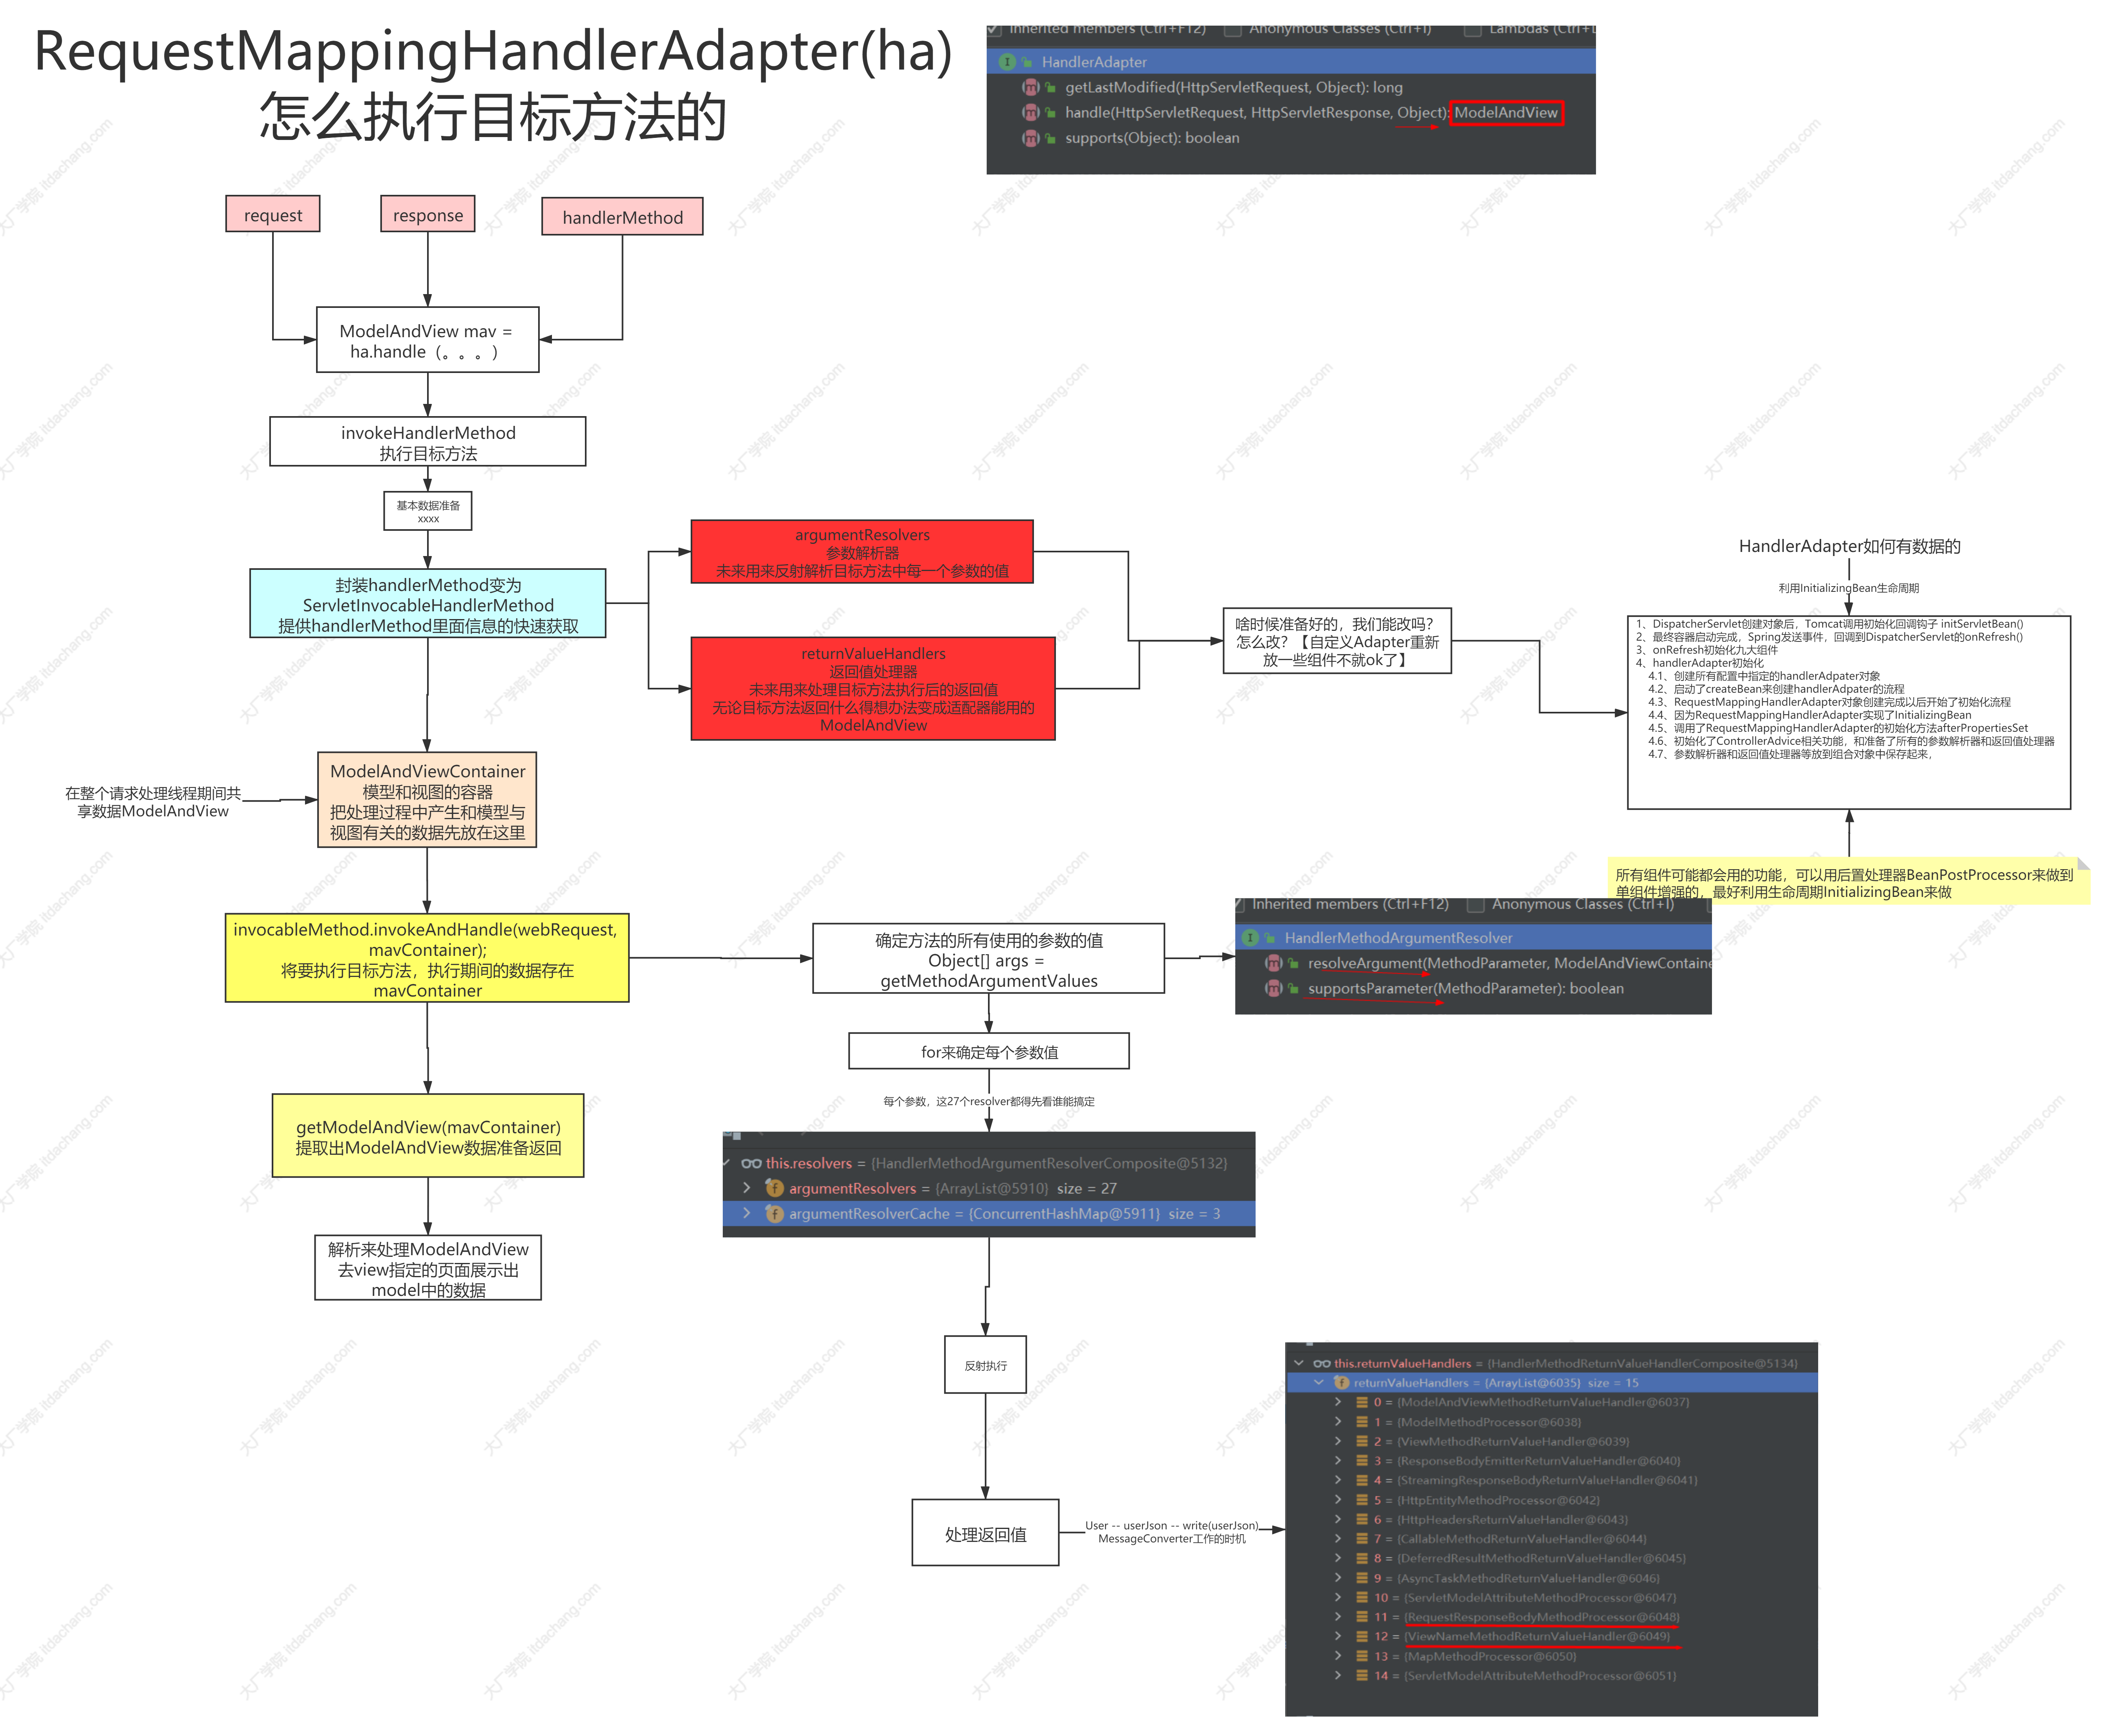 RequestMappingHandlerAdapter(ha)
怎么执行目标方法的
Inherited members (Ctrl+F12)
Anonymous Classes (Ctrl+I)
Lambdas (Ctrl+L
HandlerAdapter
getLastModified(HttpServletRequest, Object): long
handle(HttpServletRequest, HttpServletResponse, Object): ModelAndView
supports(Object): boolean
request
response
handlerMethod
ModelAndView mav =
ha.handle（。。。）
invokeHandlerMethod
执行目标方法
基本数据准备
xxxx
封装handlerMethod变为
ServletInvocableHandlerMethod
提供handlerMethod里面信息的快速获取
argumentResolvers
参数解析器
未来用来反射解析目标方法中每一个参数的值
returnValueHandlers
返回值处理器
未来用来处理目标方法执行后的返回值
无论目标方法返回什么得想办法变成适配器能用的
ModelAndView
啥时候准备好的，我们能改吗？
怎么改？【自定义Adapter重新
放一些组件不就ok了】
HandlerAdapter如何有数据的
利用InitializingBean生命周期
1、DispatcherServlet创建对象后，Tomcat调用初始化回调钩子 initServletBean()
2、最终容器启动完成，Spring发送事件，回调到DispatcherServlet的onRefresh()
3、onRefresh初始化九大组件
4、handlerAdapter初始化
4.1、创建所有配置中指定的handlerAdpater对象
4.2、启动了createBean来创建handlerAdpater的流程
4.3、RequestMappingHandlerAdapter对象创建完成以后开始了初始化流程
4.4、因为RequestMappingHandlerAdapter实现了InitializingBean
4.5、调用了RequestMappingHandlerAdapter的初始化方法afterPropertiesSet
4.6、初始化了ControllerAdvice相关功能，和准备了所有的参数解析器和返回值处理器
4.7、参数解析器和返回值处理器等放到组合对象中保存起来，
所有组件可能都会用的功能，可以用后置处理器BeanPostProcessor来做到
单组件增强的，最好利用生命周期InitializingBean来做
在整个请求处理线程期间共
享数据ModelAndView
ModelAndViewContainer
模型和视图的容器
把处理过程中产生和模型与
视图有关的数据先放在这里
invocableMethod.invokeAndHandle(webRequest,
mavContainer);
将要执行目标方法，执行期间的数据存在
mavContainer
确定方法的所有使用的参数的值
Object[] args =
getMethodArgumentValues
Inherited members (Ctrl+F12)
Anonymous Classes (Ctrl+I)
HandlerMethodArgumentResolver
resolveArgument(MethodParameter, ModelAndViewContaine
supportsParameter(MethodParameter): boolean
for来确定每个参数值
每个参数，这27个resolver都得先看谁能搞定
this.resolvers = {HandlerMethodArgumentResolverComposite@5132}
argumentResolvers = {ArrayList@5910} size = 27
argumentResolverCache = {ConcurrentHashMap@5911} size = 3
getModelAndView(mavContainer)
提取出ModelAndView数据准备返回
解析来处理ModelAndView
去view指定的页面展示出
model中的数据
反射执行
处理返回值
User -- userJson -- write(userJson)
MessageConverter工作的时机
this.returnValueHandlers = {HandlerMethodReturnValueHandlerComposite@5134}
returnValueHandlers = {ArrayList@6035} size = 15
0 = {ModelAndViewMethodReturnValueHandler@6037}
1 = {ModelMethodProcessor@6038}
2 = {ViewMethodReturnValueHandler@6039}
3 = {ResponseBodyEmitterReturnValueHandler@6040}
4 = {StreamingResponseBodyReturnValueHandler@6041}
5 = {HttpEntityMethodProcessor@6042}
6 = {HttpHeadersReturnValueHandler@6043}
7 = {CallableMethodReturnValueHandler@6044}
8 = {DeferredResultMethodReturnValueHandler@6045}
9 = {AsyncTaskMethodReturnValueHandler@6046}
10 = {ServletModelAttributeMethodProcessor@6047}
11 = {RequestResponseBodyMethodProcessor@6048}
12 = {ViewNameMethodReturnValueHandler@6049}
13 = {MapMethodProcessor@6050}
14 = {ServletModelAttributeMethodProcessor@6051}
大厂学院 itdachang.com